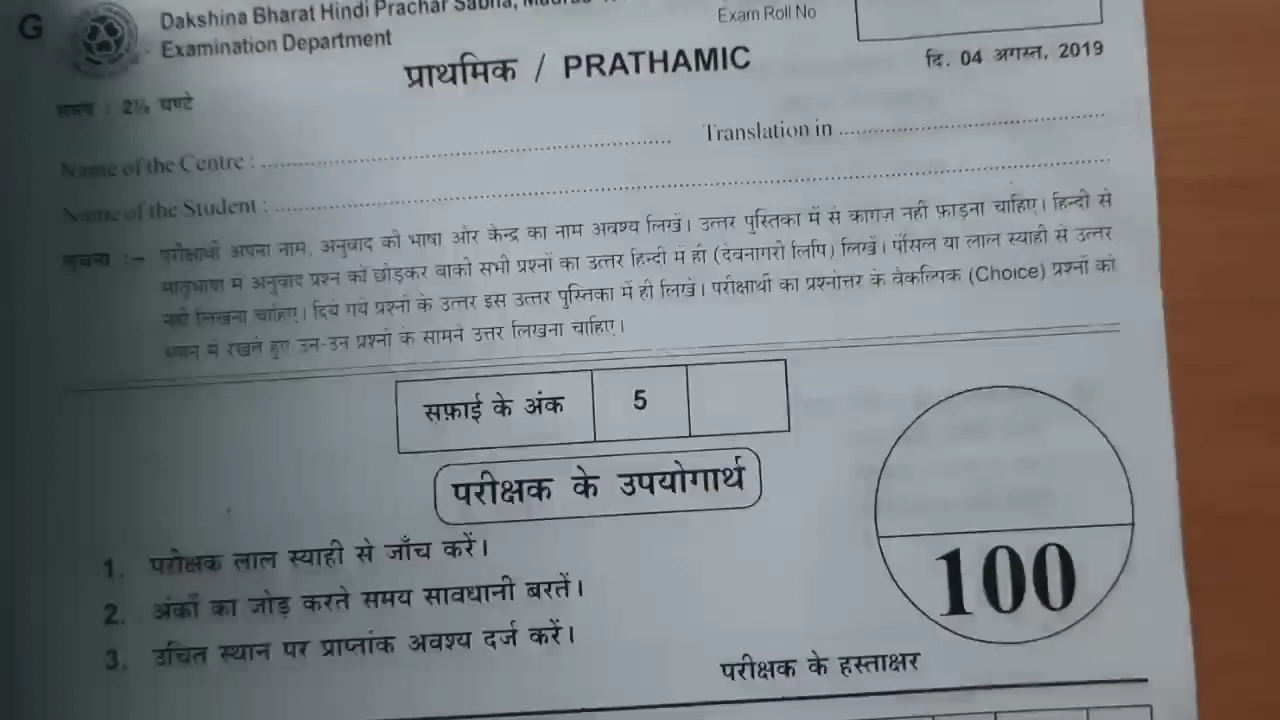 G
Dakshina Bharat Hindi Prachar Sabha,
Examination Department
Exam Roll No
प्राथमिक / PRATHAMIC
दि. 04 अगस्त, 2019
समय : 2½ घण्टे
Name of the Centre : Translation in
Name of the Student :
सूचना :– परीक्षार्थी अपना नाम, अनुवाद की भाषा और केन्द्र का नाम अवश्य लिखें। उत्तर पुस्तिका में से कागज़ नहीं फ़ाड़ना चाहिए। हिन्दी से
मातृभाषा में अनुवाद प्रश्न को छोड़कर बाकी सभी प्रश्नों का उत्तर हिन्दी में ही (देवनागरी लिपि) लिखें। पेंसिल या लाल स्याही से उत्तर
नहीं लिखना चाहिए। दिये गये प्रश्नों के उत्तर इस उत्तर पुस्तिका में ही लिखें। परीक्षार्थी का प्रश्नोत्तर के वैकल्पिक (Choice) प्रश्नों को
ध्यान में रखते हुए उन-उन प्रश्नों के सामने उत्तर लिखना चाहिए।
सफ़ाई के अंक 5
परीक्षक के उपयोगार्थ
1. परीक्षक लाल स्याही से जाँच करें।
2. अंकों का जोड़ करते समय सावधानी बरतें।
3. उचित स्थान पर प्राप्तांक अवश्य दर्ज करें।
100
परीक्षक के हस्ताक्षर